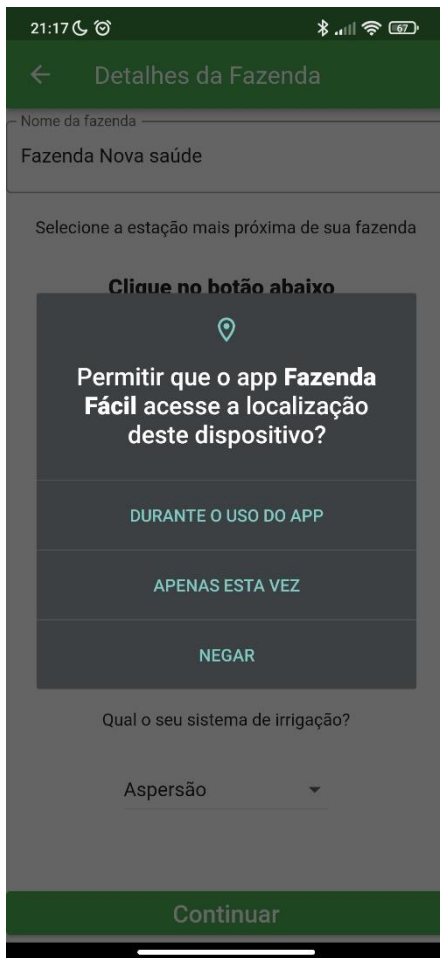 21:17
67
Detalhes da Fazenda
Nome da fazenda
Fazenda Nova saúde
Selecione a estação mais próxima de sua fazenda
Clique no botão abaixo
Permitir que o app Fazenda
Fácil acesse a localização
deste dispositivo?
DURANTE O USO DO APP
APENAS ESTA VEZ
NEGAR
Qual o seu sistema de irrigação?
Aspersão
Continuar